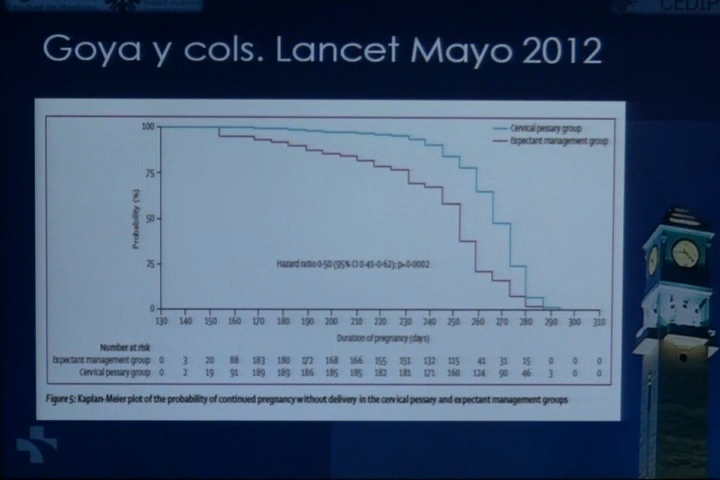 Facultad de Medicina
CEDIP
Goya y cols. Lancet Mayo 2012
100
75
50
25
0
Probability (%)
Cervical pessary group
Expectant management group
Hazard ratio 0·50 (95% CI 0·41–0·62); p=0·0002
130 140 150 160 170 180 190 200 210 220 230 240 250 260 270 280 290 300 310
Duration of pregnancy (days)
Number at risk
Expectant management group 0 3 20 88 183 180 172 168 166 155 151 132 115 41 31 15 0 0 0
Cervical pessary group 0 2 19 91 189 189 186 185 185 182 181 171 160 124 90 46 3 0 0
Figure 5: Kaplan-Meier plot of the probability of continued pregnancy without delivery in the cervical pessary and expectant management groups